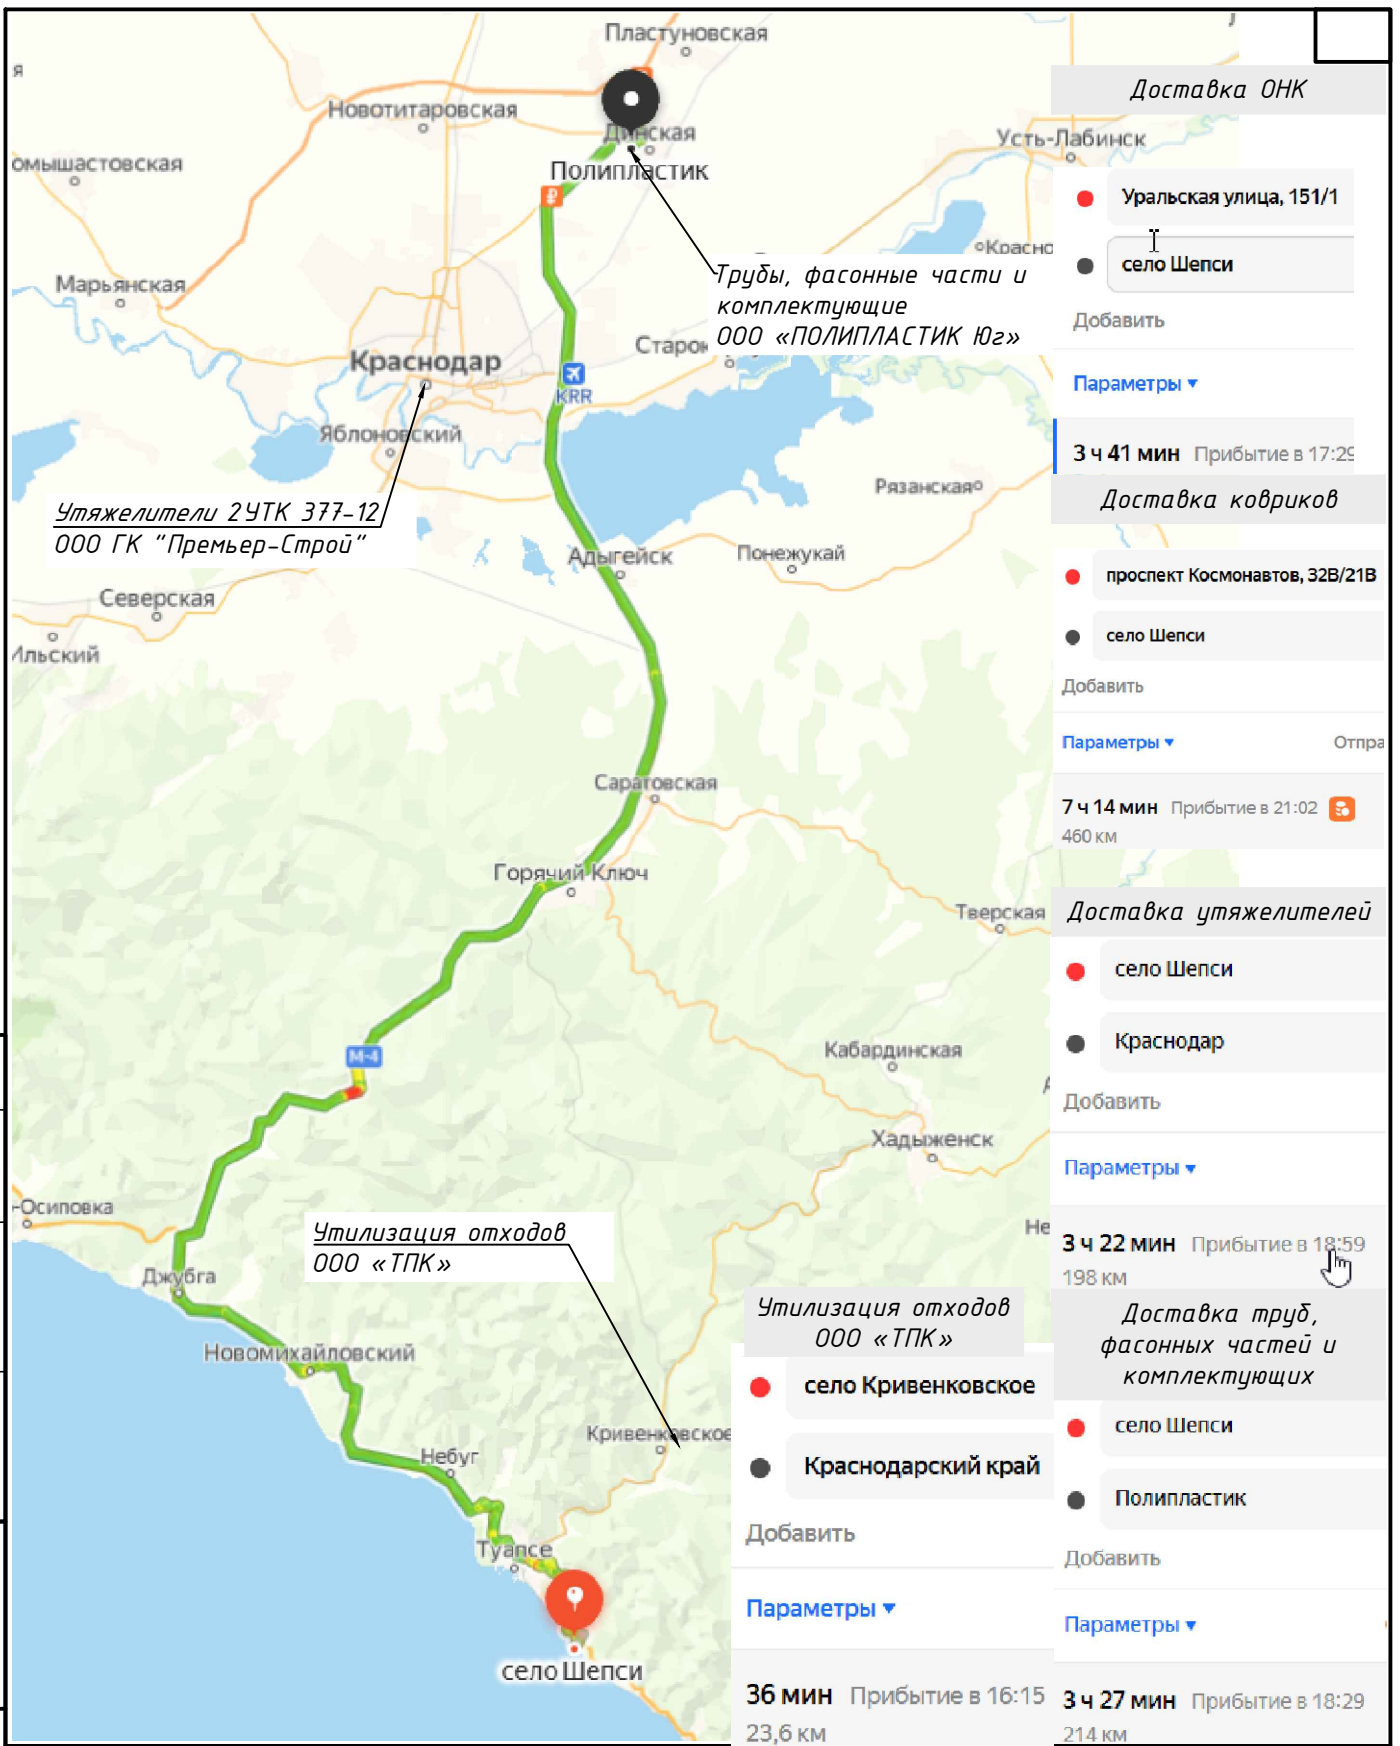 Пластуновская
я
Новотитаровская
Динская
Усть-Лабинск
омышастовская
Полипластик
Красно
Трубы, фасонные части и
комплектующие
ООО «ПОЛИПЛАСТИК Юг»
Марьянская
Краснодар
Старок
KRR
Яблоновский
Рязанская
Утяжелители 2УТК 377-12
ООО ГК "Премьер-Строй"
Адыгейск
Понежукай
Северская
Ильский
Саратовская
Горячий Ключ
Тверская
М-4
Кабардинская
Хадыженск
-Осиповка
Не
Утилизация отходов
ООО «ТПК»
Джубга
Новомихайловский
Кривенковское
Небуг
Туапсе
село Шепси
Доставка ОНК
Уральская улица, 151/1
село Шепси
Добавить
Параметры
3 ч 41 мин Прибытие в 17:29
Доставка ковриков
проспект Космонавтов, 32В/21В
село Шепси
Добавить
Параметры Отпра
7 ч 14 мин Прибытие в 21:02
460 км
Доставка утяжелителей
село Шепси
Краснодар
Добавить
Параметры
3 ч 22 мин Прибытие в 18:59
198 км
Утилизация отходов
ООО «ТПК»
село Кривенковское
Краснодарский край
Добавить
Параметры
36 мин Прибытие в 16:15
23,6 км
Доставка труб,
фасонных частей и
комплектующих
село Шепси
Полипластик
Добавить
Параметры
3 ч 27 мин Прибытие в 18:29
214 км